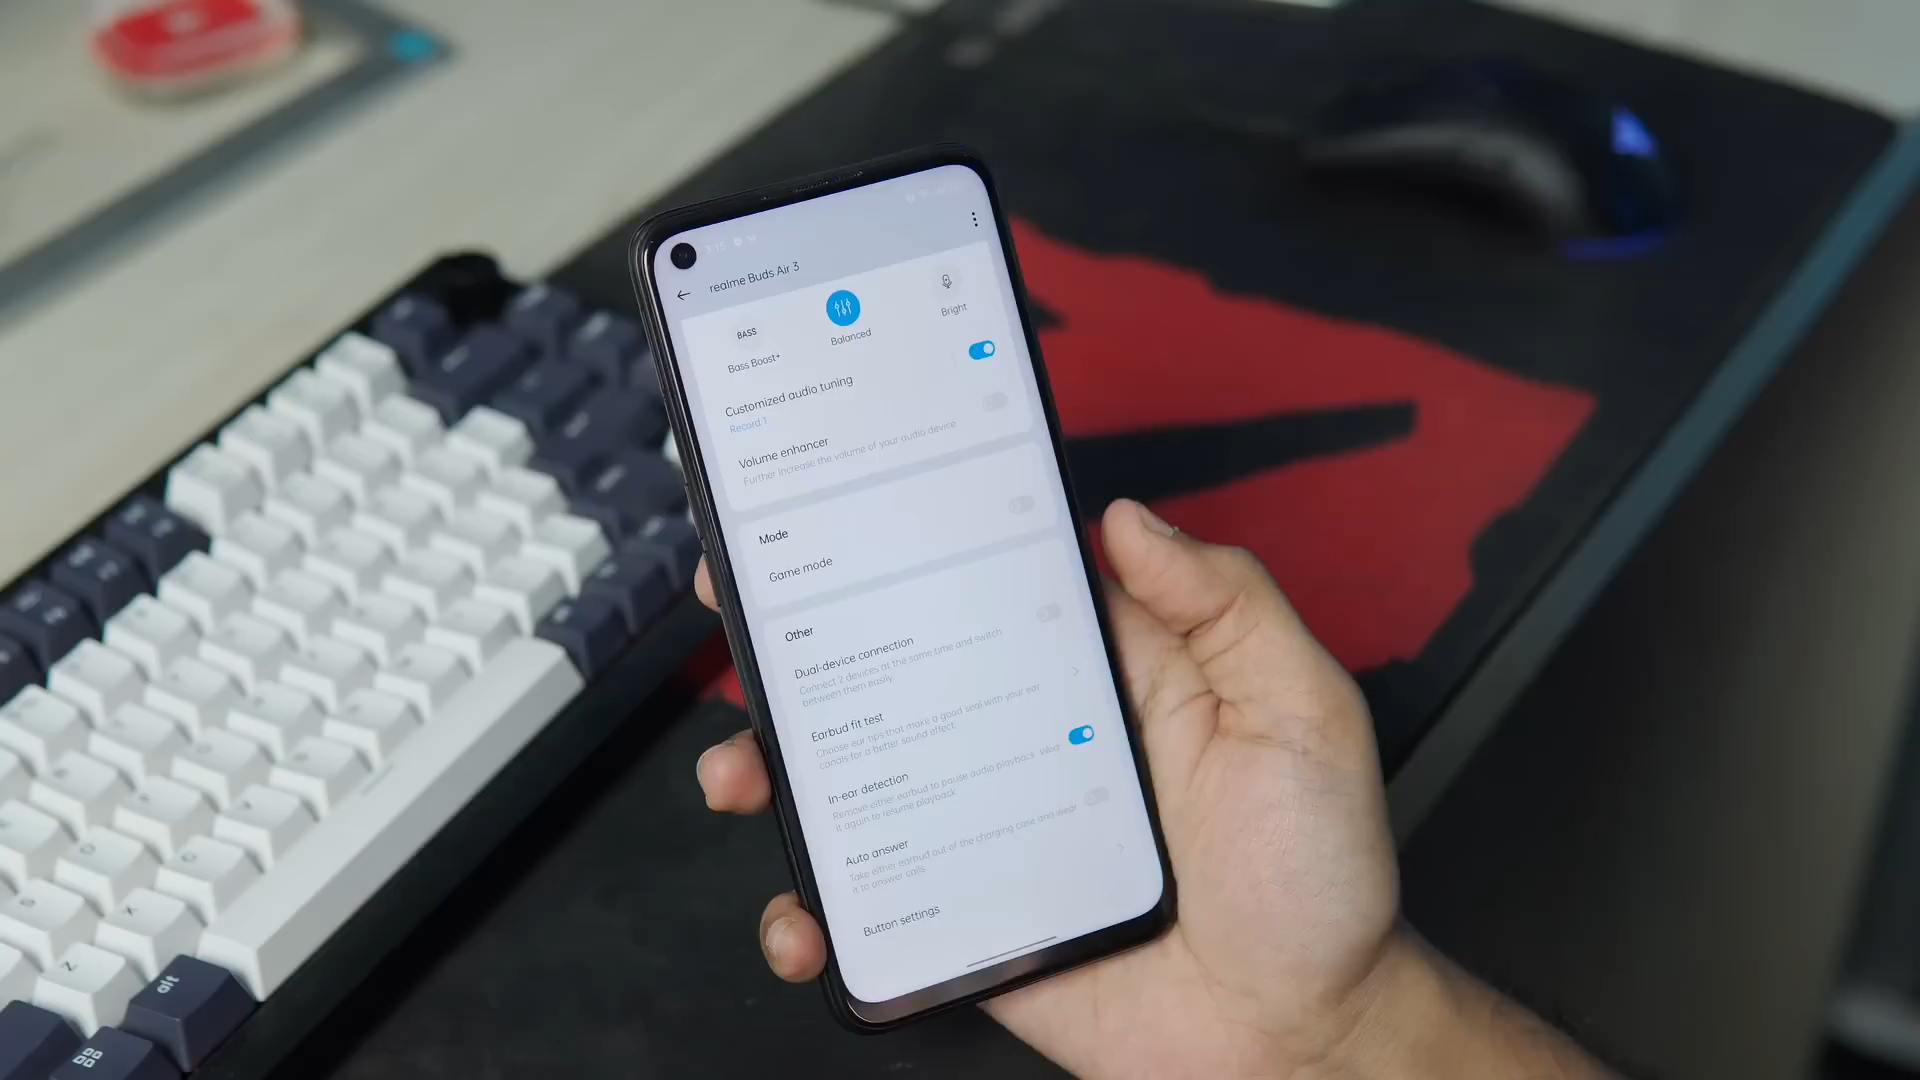 3:15
realme Buds Air 3
BASS
Bass Boost+
Balanced
Bright
Customized audio tuning
Record 1
Volume enhancer
Further increase the volume of your audio device
Mode
Game mode
Other
Dual-device connection
Connect 2 devices at the same time and switch
between them easily.
Earbud fit test
Choose ear tips that make a good seal with your ear
canals for a better sound effect.
In-ear detection
Remove either earbud to pause audio playback. Wear
it again to resume playback.
Auto answer
Take either earbud out of the charging case and wear
it to answer calls.
Button settings
alt
N
X